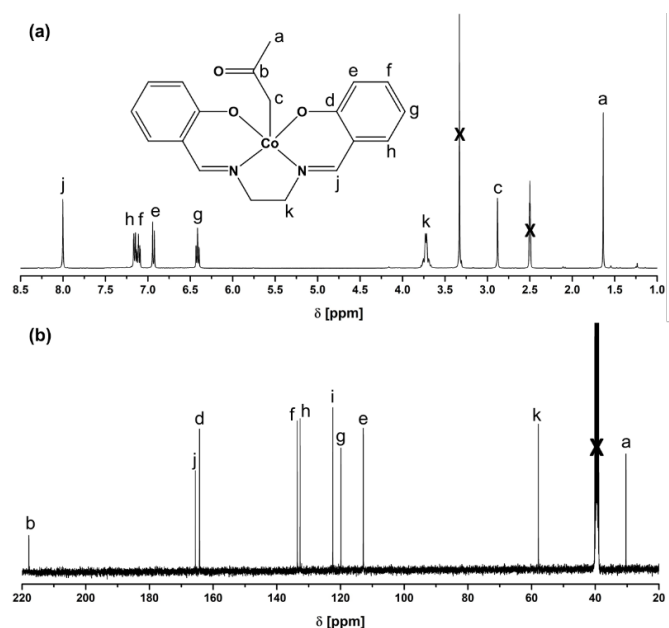 (a)
a
b
O
c
e
f
d
g
O
O
Co
h
N
N
j
k
j
h f e
g
k
X
c
X
a
8.5 8.0 7.5 7.0 6.5 6.0 5.5 5.0 4.5 4.0 3.5 3.0 2.5 2.0 1.5 1.0
δ [ppm]
(b)
b
j
d
f h
i
g
e
k
X
a
220 200 180 160 140 120 100 80 60 40 20
δ [ppm]